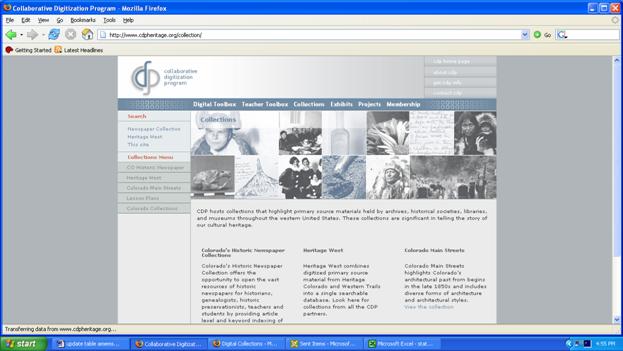 Collaborative Digitization Program - Mozilla Firefox
File Edit View Go Bookmarks Tools Help
http://www.cdpheritage.org/collection/
Go
Getting Started Latest Headlines
cdp
collaborative
digitization
program
cdp home page
about cdp
get cdp info
contact cdp
Digital Toolbox Teacher Toolbox Collections Exhibits Projects Membership
Search
Newspaper Collection
Heritage West
This site
Collections Menu
CO Historic Newspaper
Heritage West
Colorado Main Streets
Lesson Plans
Colorado Collections
Collections
CDP hosts collections that highlight primary source materials held by archives, historical societies, libraries,
and museums throughout the western United States. These collections are significant in telling the story of
our cultural heritage.
Colorado's Historic Newspaper
Collections
Colorado's Historic Newspaper
Collection offers the
opportunity to open the vast
resources of historic
newspapers for historians,
genealogists, historic
preservationists, teachers and
students by providing article
level and keyword indexing of
Heritage West
Heritage West combines
digitized primary source
material from Heritage
Colorado and Western Trails
into a single searchable
database. Look here for
collections from all the CDP
partners.
Colorado Main Streets
Colorado Main Streets
highlights Colorado's
architectural past from begins
in the late 1850s and includes
diverse forms of architecture
and architectural styles.
View the collection
Transferring data from www.cdpheritage.org...
start
update table amems...
Collaborative Digitizat...
Digital Collections - M...
Sent Items - Microsof...
Microsoft Excel - stat...
4:55 PM